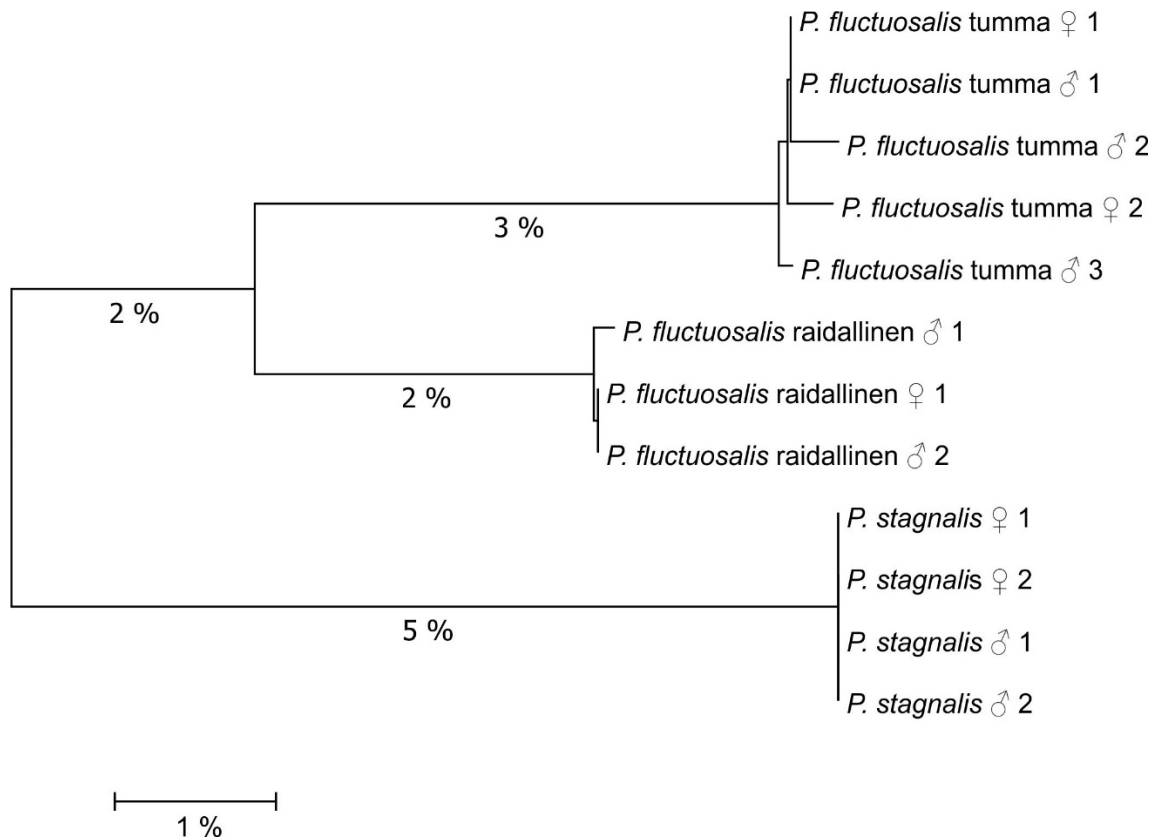 P. fluctuosalis tumma ♀ 1
P. fluctuosalis tumma ♂ 1
P. fluctuosalis tumma ♂ 2
3 %
P. fluctuosalis tumma ♀ 2
P. fluctuosalis tumma ♂ 3
2 %
P. fluctuosalis raidallinen ♂ 1
2 %
P. fluctuosalis raidallinen ♀ 1
P. fluctuosalis raidallinen ♂ 2
P. stagnalis ♀ 1
P. stagnalis ♀ 2
5 %
P. stagnalis ♂ 1
P. stagnalis ♂ 2
1 %